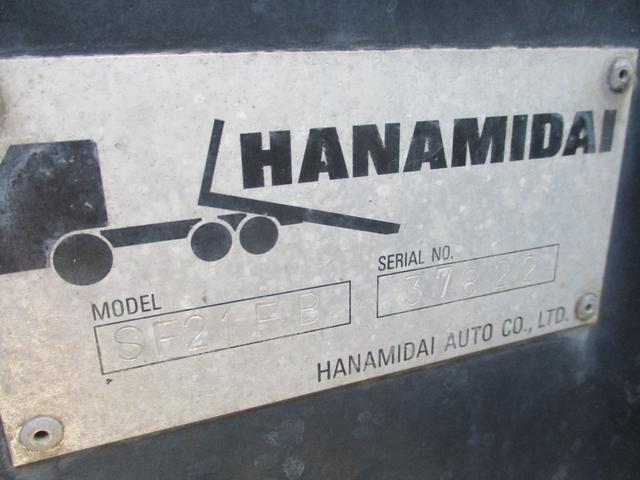 HANAMIDAI
MODEL
SF21FB
SERIAL NO.
37822
HANAMIDAI AUTO CO., LTD.